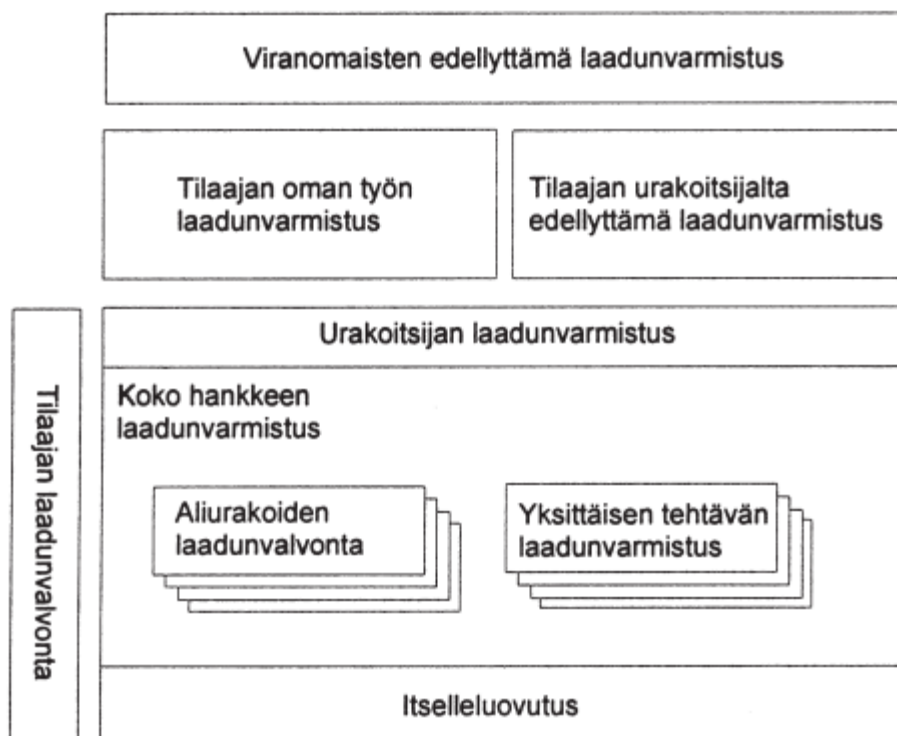 Viranomaisten edellyttämä laadunvarmistus
Tilaajan oman työn
laadunvarmistus
Tilaajan urakoitsijalta
edellyttämä laadunvarmistus
Tilaajan laadunvalvonta
Urakoitsijan laadunvarmistus
Koko hankkeen
laadunvarmistus
Aliurakoiden
laadunvalvonta
Yksittäisen tehtävän
laadunvarmistus
Itselleluovutus